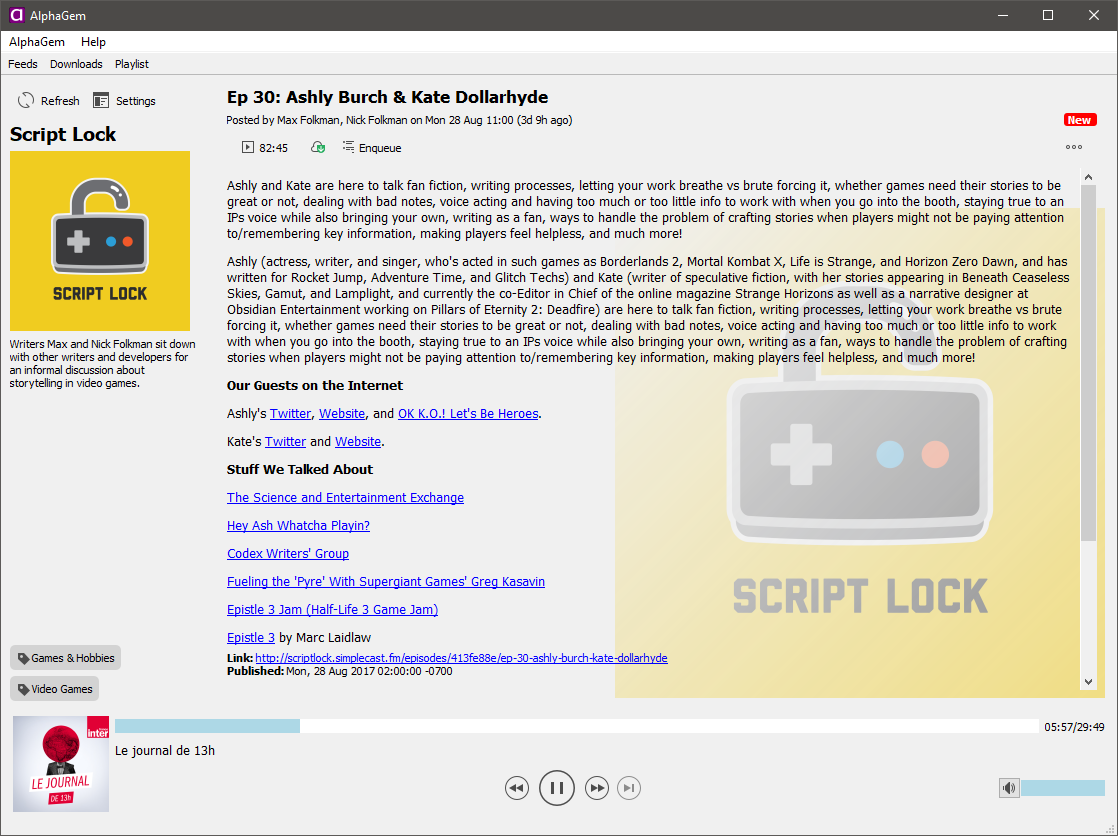 AlphaGem
AlphaGem Help
Feeds Downloads Playlist
Refresh Settings
Script Lock
SCRIPT LOCK
Writers Max and Nick Folkman sit down
with other writers and developers for
an informal discussion about
storytelling in video games.
Games & Hobbies
Video Games
Ep 30: Ashly Burch & Kate Dollarhyde
Posted by Max Folkman, Nick Folkman on Mon 28 Aug 11:00 (3d 9h ago)
New
82:45 Enqueue
Ashly and Kate are here to talk fan fiction, writing processes, letting your work breathe vs brute forcing it, whether games need their stories to be
great or not, dealing with bad notes, voice acting and having too much or too little info to work with when you go into the booth, staying true to an
IPs voice while also bringing your own, writing as a fan, ways to handle the problem of crafting stories when players might not be paying attention
to/remembering key information, making players feel helpless, and much more!
Ashly (actress, writer, and singer, who's acted in such games as Borderlands 2, Mortal Kombat X, Life is Strange, and Horizon Zero Dawn, and has
written for Rocket Jump, Adventure Time, and Glitch Techs) and Kate (writer of speculative fiction, with her stories appearing in Beneath Ceaseless
Skies, Gamut, and Lamplight, and currently the co-Editor in Chief of the online magazine Strange Horizons as well as a narrative designer at
Obsidian Entertainment working on Pillars of Eternity 2: Deadfire) are here to talk fan fiction, writing processes, letting your work breathe vs brute
forcing it, whether games need their stories to be great or not, dealing with bad notes, voice acting and having too much or too little info to work
with when you go into the booth, staying true to an IPs voice while also bringing your own, writing as a fan, ways to handle the problem of crafting
stories when players might not be paying attention to/remembering key information, making players feel helpless, and much more!
Our Guests on the Internet
Ashly's Twitter, Website, and OK K.O.! Let's Be Heroes.
Kate's Twitter and Website.
Stuff We Talked About
The Science and Entertainment Exchange
Hey Ash Whatcha Playin?
Codex Writers' Group
Fueling the 'Pyre' With Supergiant Games' Greg Kasavin
Epistle 3 Jam (Half-Life 3 Game Jam)
Epistle 3 by Marc Laidlaw
SCRIPT LOCK
Link: http://scriptlock.simplecast.fm/episodes/413fe88e/ep-30-ashly-burch-kate-dollarhyde
Published: Mon, 28 Aug 2017 02:00:00 -0700
inter
LE JOURNAL
DE 13h
05:57/29:49
Le journal de 13h